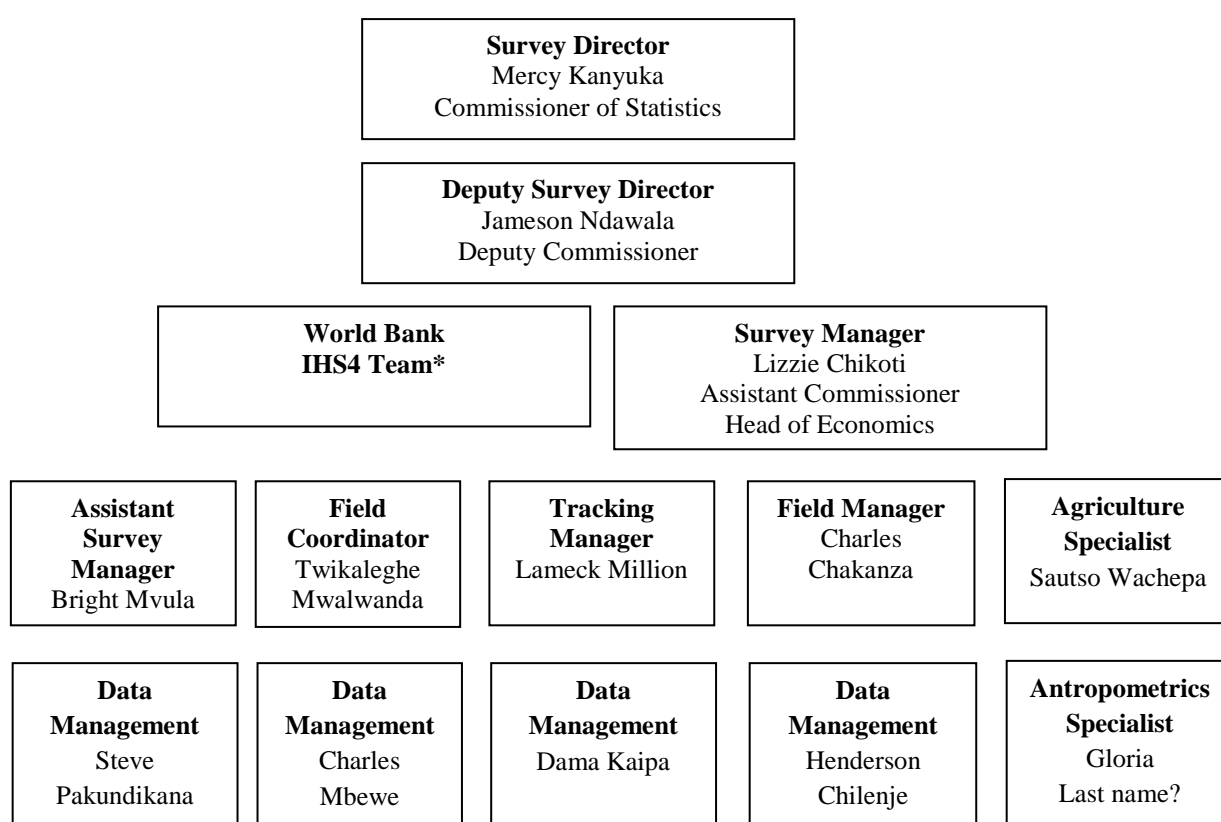 Survey Director
Mercy Kanyuka
Commissioner of Statistics
Deputy Survey Director
Jameson Ndawala
Deputy Commissioner
World Bank
IHS4 Team*
Survey Manager
Lizzie Chikoti
Assistant Commissioner
Head of Economics
Assistant
Survey
Manager
Bright Mvula
Field
Coordinator
Twikaleghe
Mwalwanda
Tracking
Manager
Lameck Million
Field Manager
Charles
Chakanza
Agriculture
Specialist
Sautso Wachepa
Data
Management
Steve
Pakundikana
Data
Management
Charles
Mbewe
Data
Management
Dama Kaipa
Data
Management
Henderson
Chilenje
Antropometrics
Specialist
Gloria
Last name?